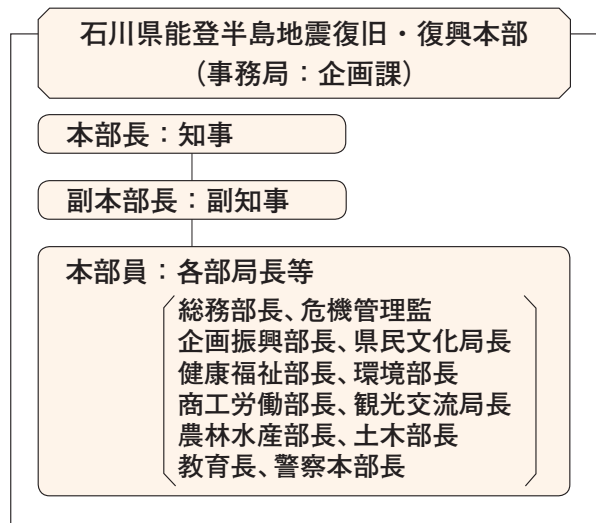 石川県能登半島地震復旧・復興本部
（事務局：企画課）
本部長：知事
副本部長：副知事
本部員：各部局長等
総務部長、危機管理監
企画振興部長、県民文化局長
健康福祉部長、環境部長
商工労働部長、観光交流局長
農林水産部長、土木部長
教育長、警察本部長